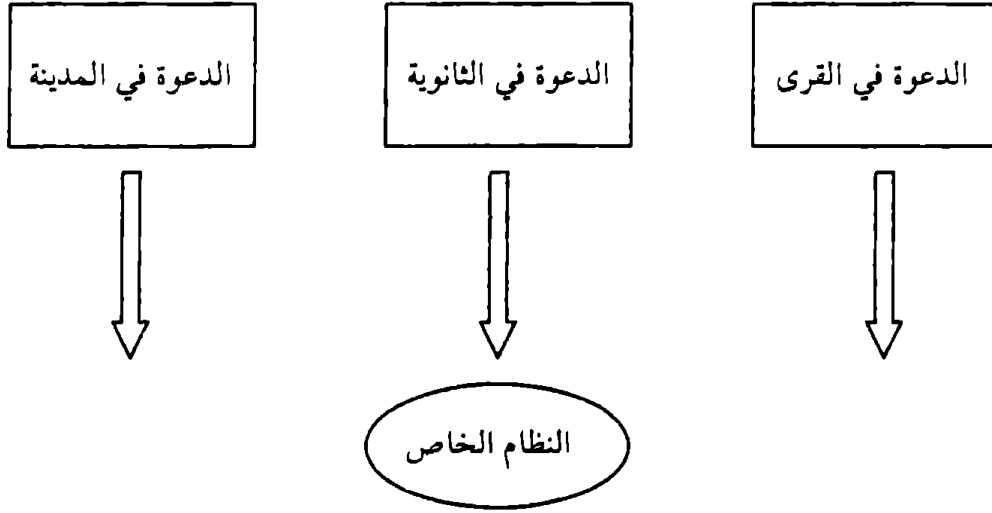 الدعوة في القرى
الدعوة في الثانوية
الدعوة في المدينة
النظام الخاص